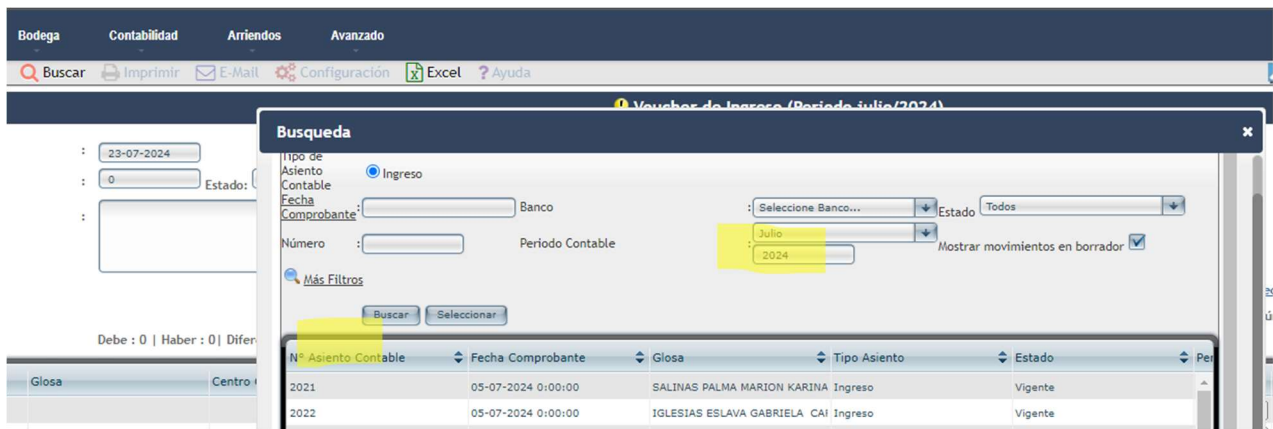 Bodega Contabilidad Arriendos Avanzado
Buscar Imprimir E-Mail Configuración Excel Ayuda
Voucher de Ingreso (Periodo julio/2024)
Busqueda
: 23-07-2024
: 0 Estado:
:
Tipo de Asiento Contable Ingreso
Fecha Comprobante : Banco : Seleccione Banco... Estado Todos
Número : Periodo Contable : Julio
2024 Mostrar movimientos en borrador
Más Filtros
Buscar Seleccionar
Debe : 0 | Haber : 0|
Nº Asiento Contable Fecha Comprobante Glosa Tipo Asiento Estado
Glosa Centro
2021 05-07-2024 0:00:00 SALINAS PALMA MARION KARINA Ingreso Vigente
2022 05-07-2024 0:00:00 IGLESIAS ESLAVA GABRIELA Ingreso Vigente